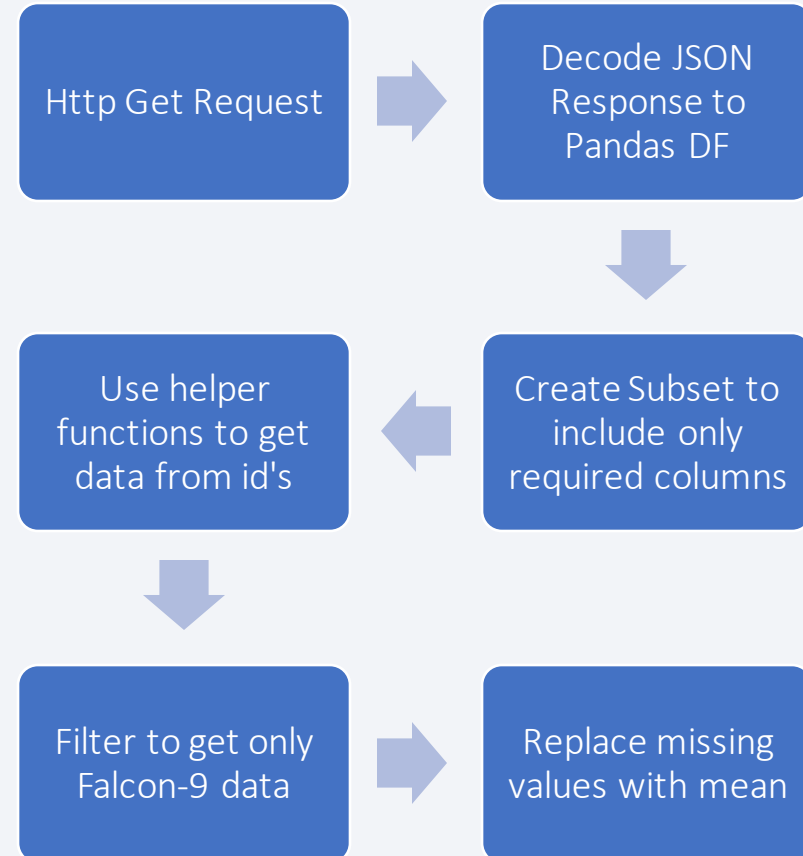 Http Get Request
Decode JSON
Response to
Pandas DF
Create Subset to
include only
required columns
Use helper
functions to get
data from id's
Filter to get only
Falcon-9 data
Replace missing
values with mean